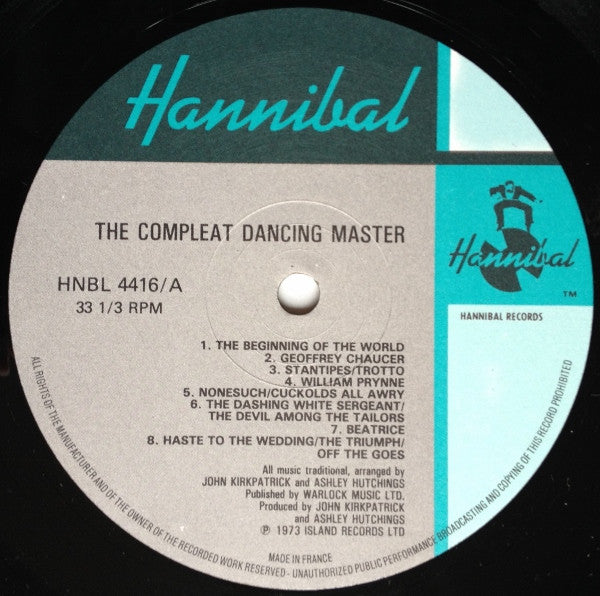 Hannibal
THE COMPLEAT DANCING MASTER
Hannibal
TM
HNBL 4416/A
33 1/3 RPM
HANNIBAL RECORDS
1. THE BEGINNING OF THE WORLD
2. GEOFFREY CHAUCER
3. STANTIPES/TROTTO
4. WILLIAM PRYNNE
5. NONESUCH/CUCKOLDS ALL AWRY
6. THE DASHING WHITE SERGEANT/
THE DEVIL AMONG THE TAILORS
7. BEATRICE
8. HASTE TO THE WEDDING/THE TRIUMPH/
OFF THE GOES
All music traditional, arranged by
JOHN KIRKPATRICK and ASHLEY HUTCHINGS
Published by WARLOCK MUSIC LTD.
Produced by JOHN KIRKPATRICK
and ASHLEY HUTCHINGS
℗ 1973 ISLAND RECORDS LTD
MADE IN FRANCE
ALL RIGHTS OF THE MANUFACTURER AND OF THE OWNER OF THE RECORDED WORK RESERVED - UNAUTHORIZED PUBLIC PERFORMANCE BROADCASTING AND COPYING OF THIS RECORD PROHIBITED